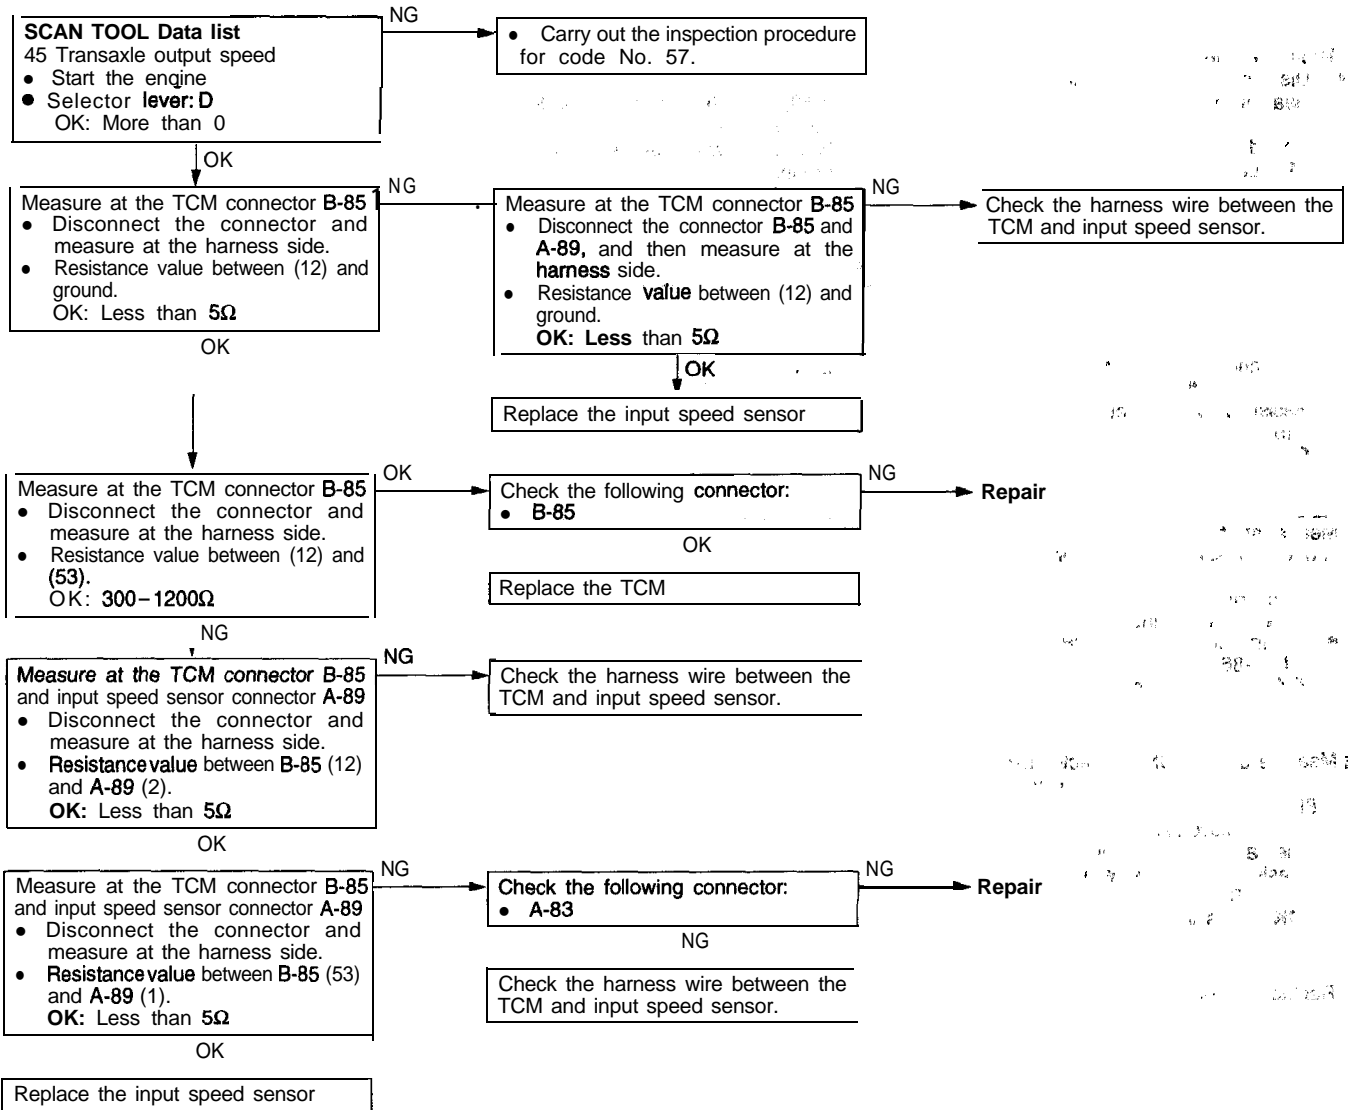 SCAN TOOL Data list
45 Transaxle output speed
• Start the engine
• Selector lever: D
OK: More than 0
NG
• Carry out the inspection procedure
for code No. 57.
OK
Measure at the TCM connector B-85
• Disconnect the connector and
measure at the harness side.
• Resistance value between (12) and
ground.
OK: Less than 5Ω
NG
Measure at the TCM connector B-85
• Disconnect the connector B-85 and
A-89, and then measure at the
harness side.
• Resistance value between (12) and
ground.
OK: Less than 5Ω
NG
Check the harness wire between the
TCM and input speed sensor.
OK
OK
Replace the input speed sensor
Measure at the TCM connector B-85
• Disconnect the connector and
measure at the harness side.
• Resistance value between (12) and
(53).
OK: 300–1200Ω
OK
Check the following connector:
• B-85
NG
Repair
OK
Replace the TCM
NG
Measure at the TCM connector B-85
and input speed sensor connector A-89
• Disconnect the connector and
measure at the harness side.
• Resistance value between B-85 (12)
and A-89 (2).
OK: Less than 5Ω
NG
Check the harness wire between the
TCM and input speed sensor.
OK
Measure at the TCM connector B-85
and input speed sensor connector A-89
• Disconnect the connector and
measure at the harness side.
• Resistance value between B-85 (53)
and A-89 (1).
OK: Less than 5Ω
NG
Check the following connector:
• A-83
NG
Repair
NG
Check the harness wire between the
TCM and input speed sensor.
OK
Replace the input speed sensor